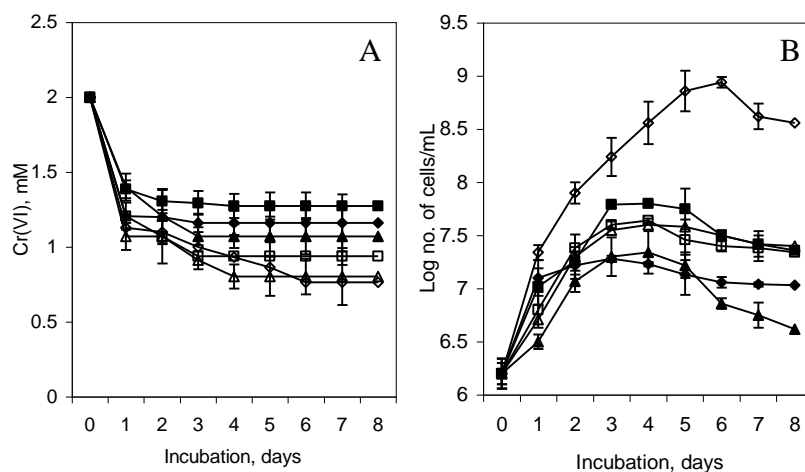 A
Cr(VI), mM
2.5
2
1.5
1
0.5
0
0 1 2 3 4 5 6 7 8
Incubation, days
B
Log no. of cells/mL
9.5
9
8.5
8
7.5
7
6.5
6
0 1 2 3 4 5 6 7 8
Incubation, days